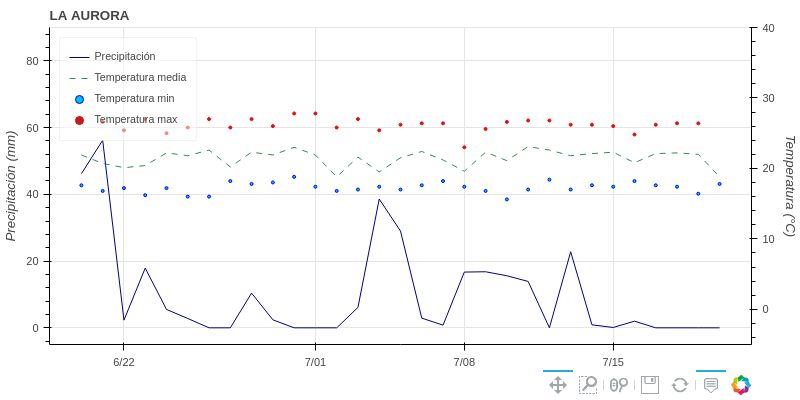 LA AURORA
Precipitación
Temperatura media
Temperatura min
Temperatura max
Precipitación (mm)
80
60
40
20
0
Temperatura (°C)
40
30
20
10
0
6/22
7/01
7/08
7/15